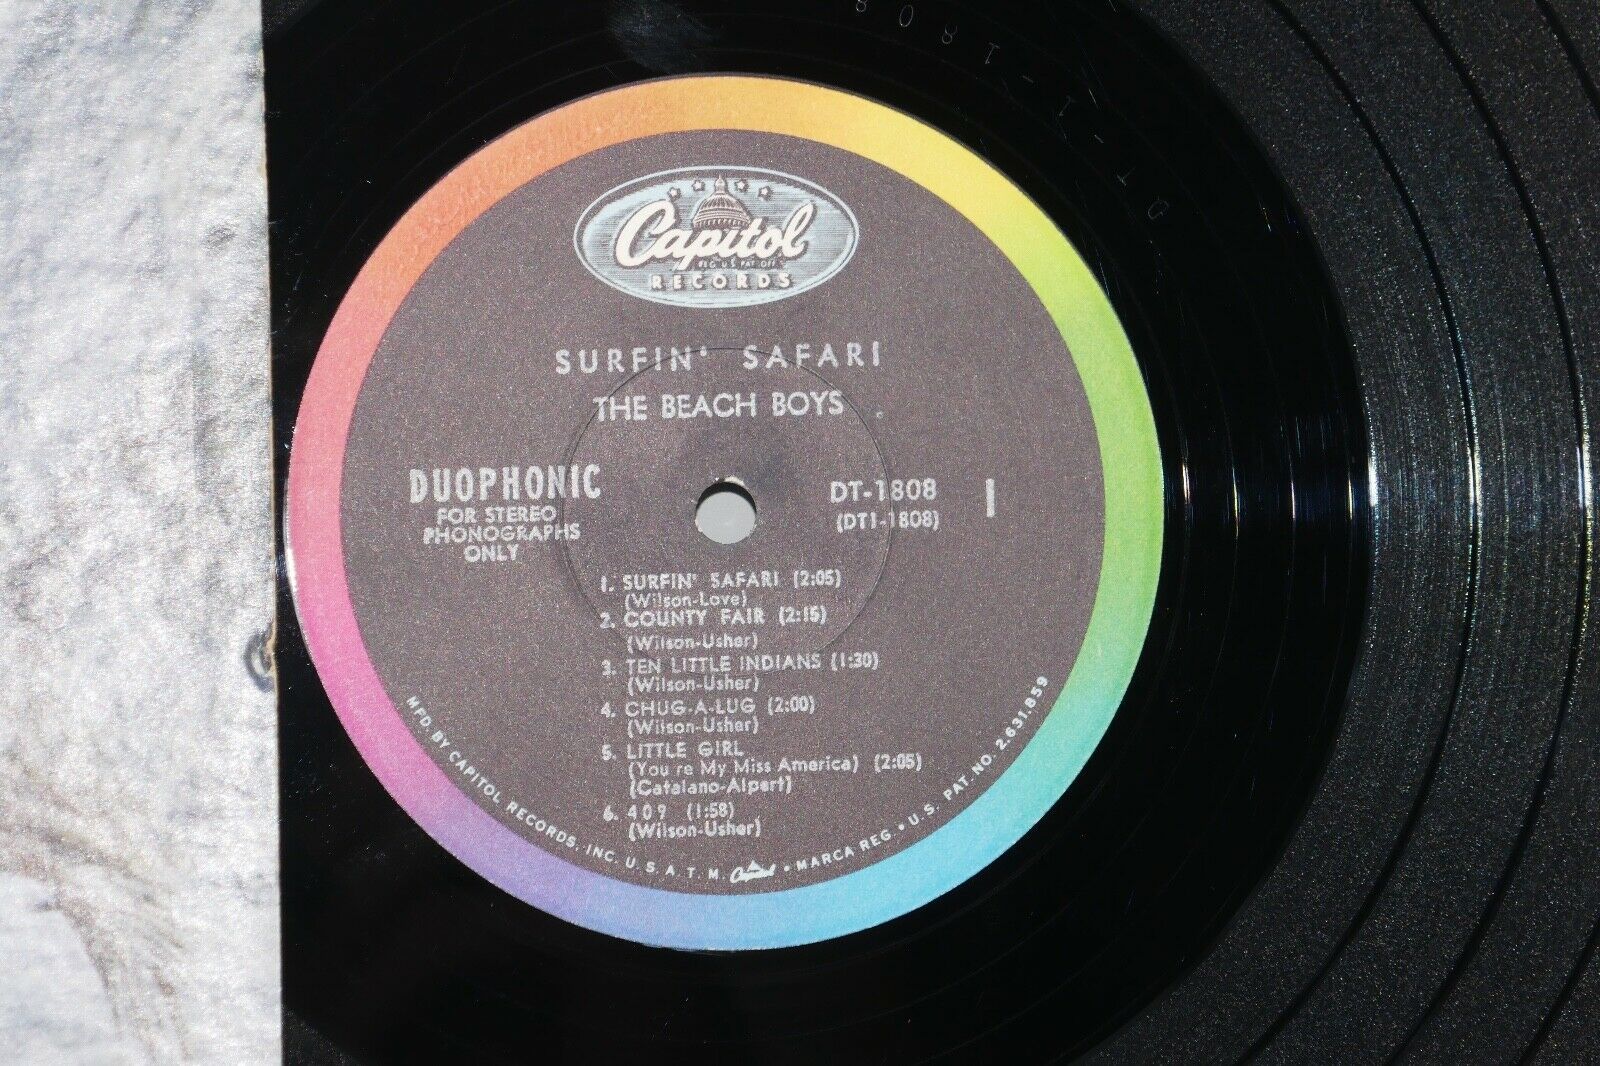 DT-1-1808
Capitol
REG. U.S. PAT. OFF.
RECORDS
SURFIN' SAFARI
THE BEACH BOYS
DUOPHONIC
FOR STEREO
PHONOGRAPHS
ONLY
DT-1808
(DT1-1808)
1
1. SURFIN' SAFARI (2:05)
(Wilson-Love)
2. COUNTY FAIR (2:15)
(Wilson-Usher)
3. TEN LITTLE INDIANS (1:30)
(Wilson-Usher)
4. CHUG-A-LUG (2:00)
(Wilson-Usher)
5. LITTLE GIRL
(You're My Miss America) (2:05)
(Catalano-Alpert)
6. 409 (1:58)
(Wilson-Usher)
MFD. BY CAPITOL RECORDS, INC. U.S.A. T.M. Capitol • MARCA REG. • U.S. PAT. NO. 2,631,859